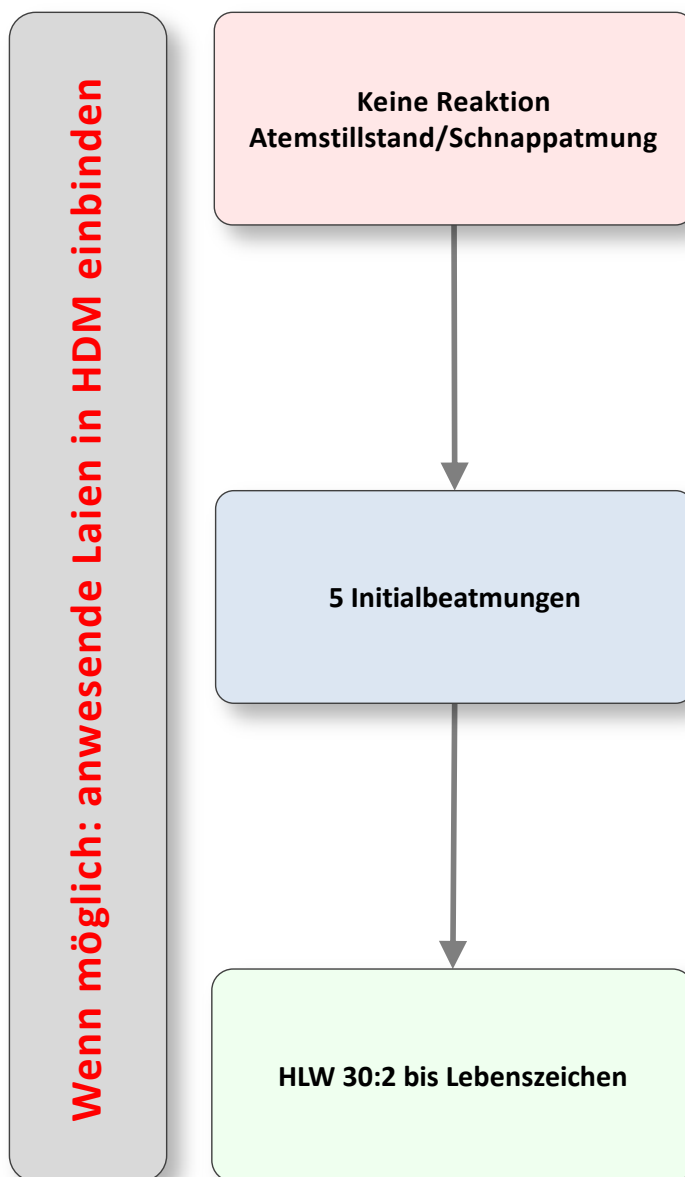 Wenn möglich: anwesende Laien in HDM einbinden
Keine Reaktion
Atemstillstand/Schnappatmung
5 Initialbeatmungen
HLW 30:2 bis Lebenszeichen